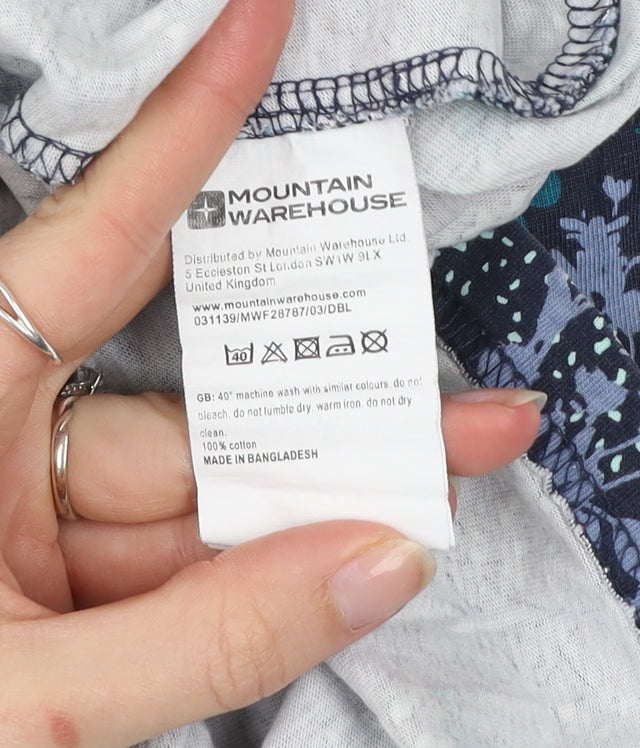 MOUNTAIN
WAREHOUSE
Distributed by Mountain Warehouse Ltd.
5 Eccleston St London SW1W 9LX
United Kingdom
www.mountainwarehouse.com
031139/MWF28787/03/DBL
40
GB: 40° machine wash with similar colours, do not
bleach, do not tumble dry, warm iron, do not dry
clean.
100% cotton
MADE IN BANGLADESH